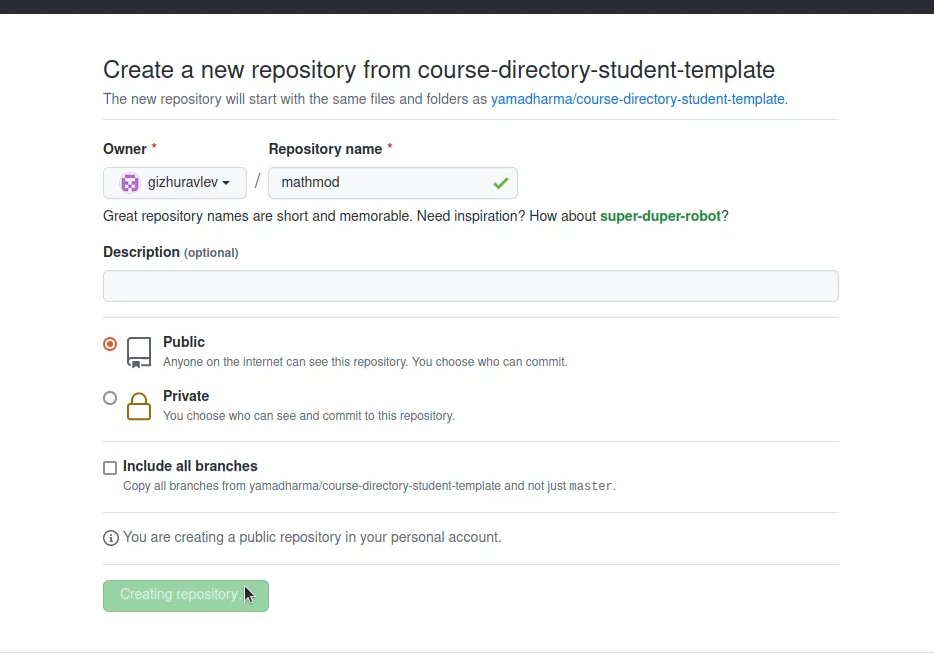 Create a new repository from course-directory-student-template
The new repository will start with the same files and folders as yamadharma/course-directory-student-template.
Owner * Repository name *
gizhuravlev / mathmod
Great repository names are short and memorable. Need inspiration? How about super-duper-robot?
Description (optional)
Public
Anyone on the internet can see this repository. You choose who can commit.
Private
You choose who can see and commit to this repository.
Include all branches
Copy all branches from yamadharma/course-directory-student-template and not just master.
You are creating a public repository in your personal account.
Creating repository